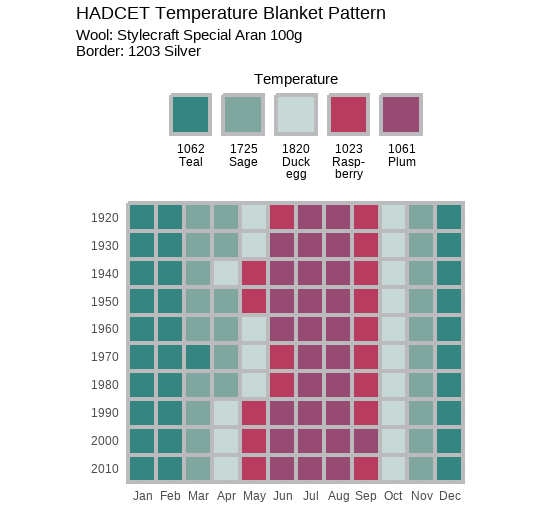 HADCET Temperature Blanket Pattern
Wool: Stylecraft Special Aran 100g
Border: 1203 Silver
Temperature
1062 1725 1820 1023 1061
Teal Sage Duck Rasp- Plum
egg berry
1920
1930
1940
1950
1960
1970
1980
1990
2000
2010
Jan Feb Mar Apr May Jun Jul Aug Sep Oct Nov Dec